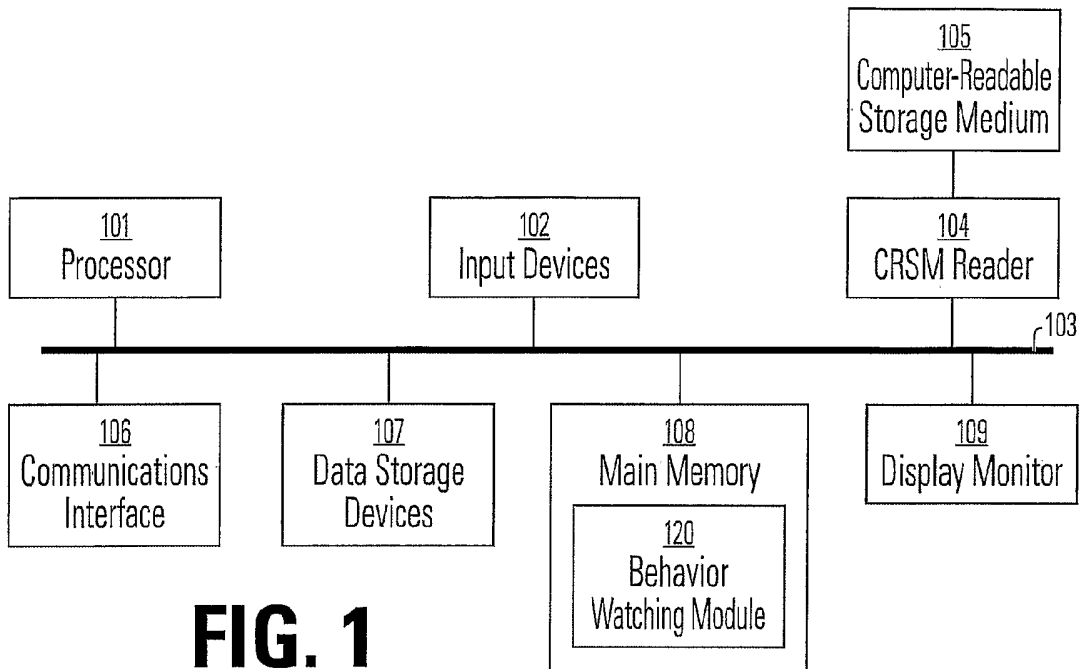 105
Computer-Readable
Storage Medium
101
Processor
102
Input Devices
104
CRSM Reader
103
106
Communications
Interface
107
Data Storage
Devices
108
Main Memory
120
Behavior
Watching Module
109
Display Monitor
FIG. 1